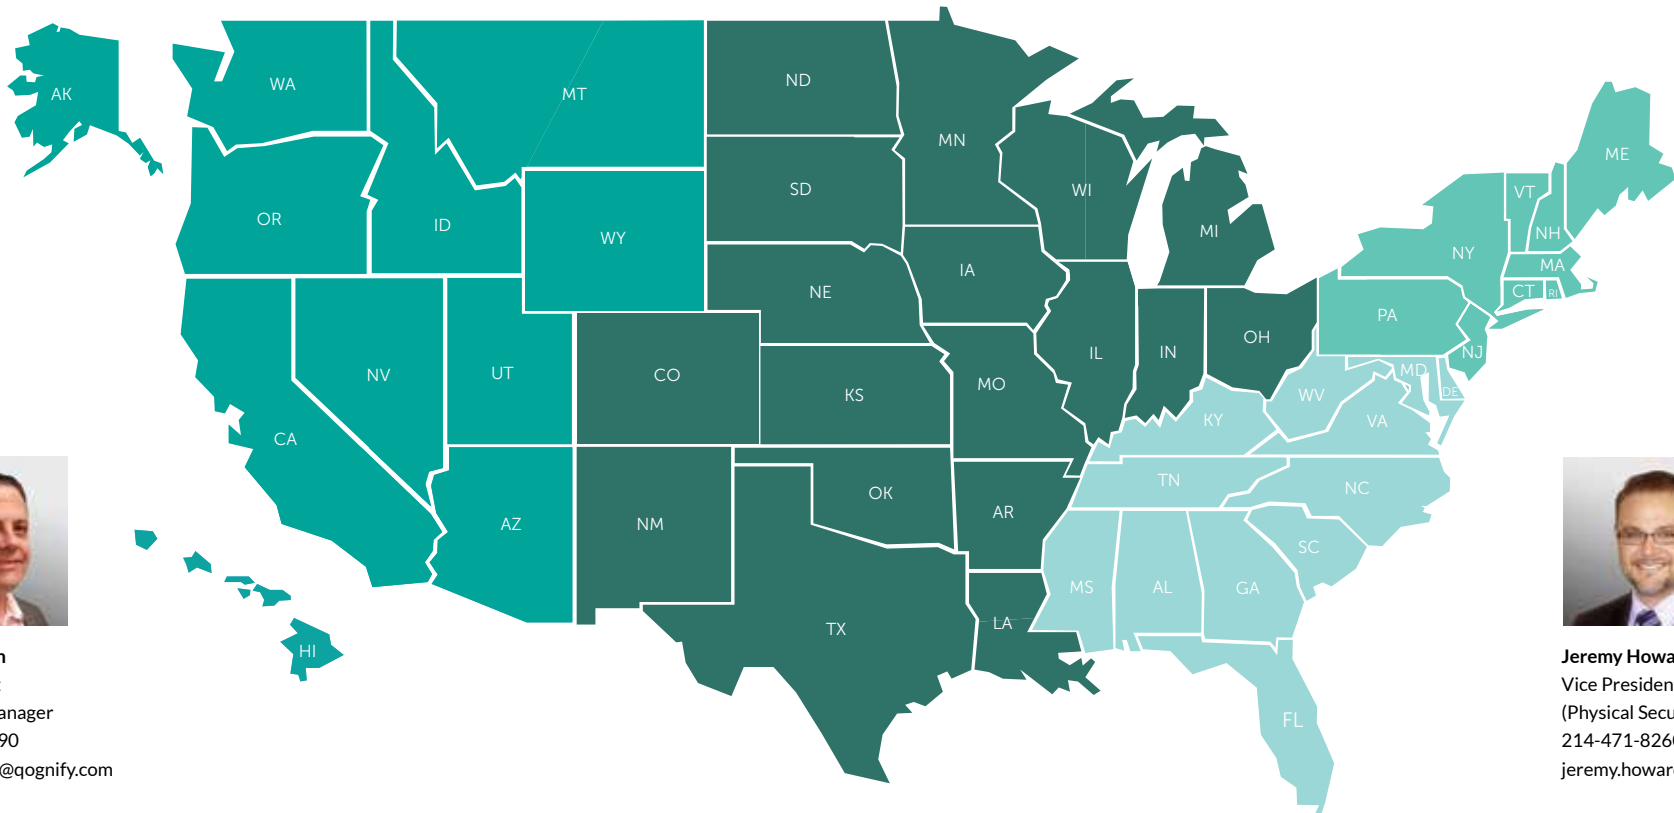 AK
WA
MT
ND
MN
ME
OR
ID
WY
SD
WI
MI
VT
NH
NY
MA
CT
RI
NE
IA
PA
NJ
NV
UT
CO
KS
MO
IL
IN
OH
MD
DE
WV
VA
KY
CA
AZ
NM
OK
AR
TN
NC
SC
MS
AL
GA
HI
TX
LA
FL
anager
90
@qognify.com
Jeremy Howa
Vice Presiden
(Physical Secu
214-471-826
jeremy.howar